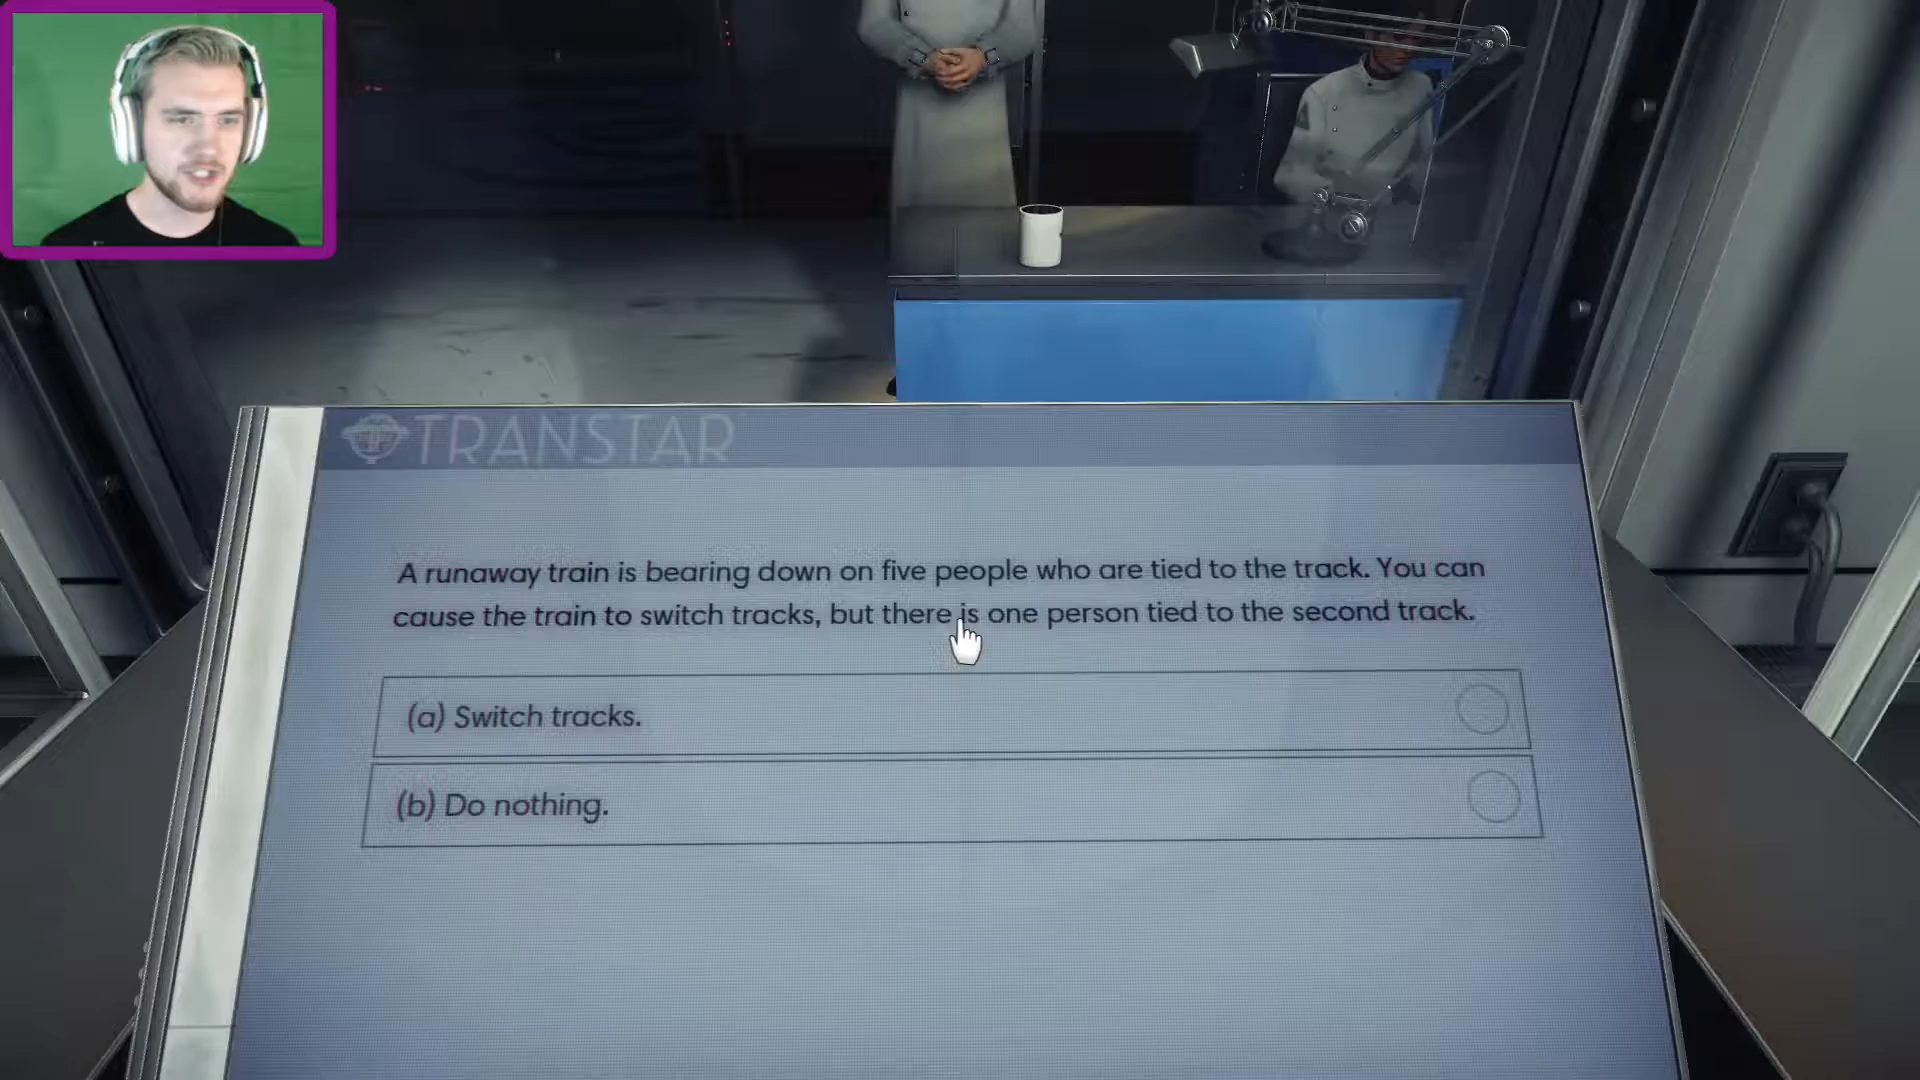 TRANSTAR
A runaway train is bearing down on five people who are tied to the track. You can
cause the train to switch tracks, but there is one person tied to the second track.
(a) Switch tracks.
(b) Do nothing.